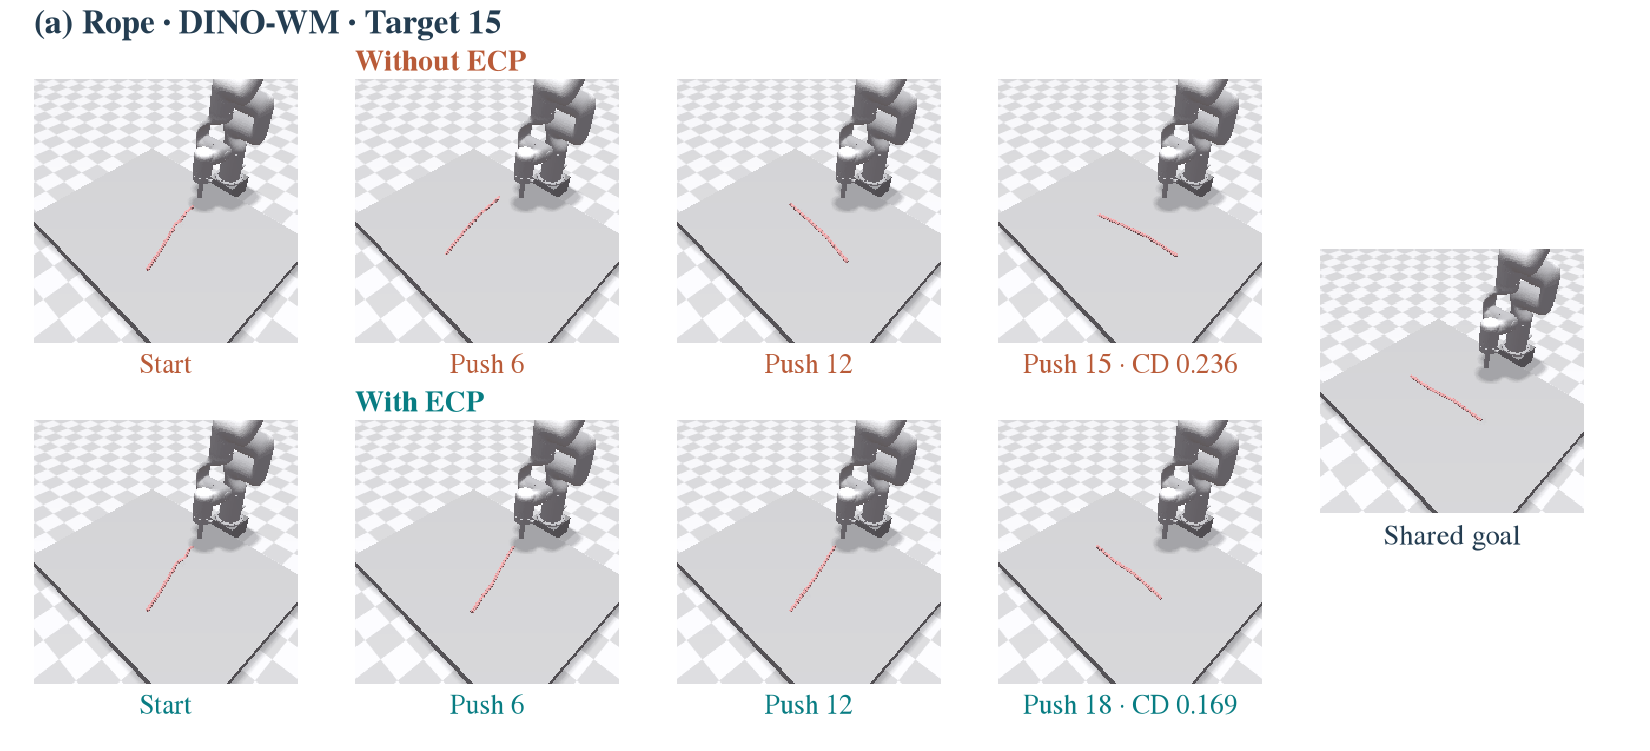 (a) Rope · DINO-WM · Target 15
Without ECP
Start
Push 6
Push 12
Push 15 · CD 0.236
With ECP
Start
Push 6
Push 12
Push 18 · CD 0.169
Shared goal